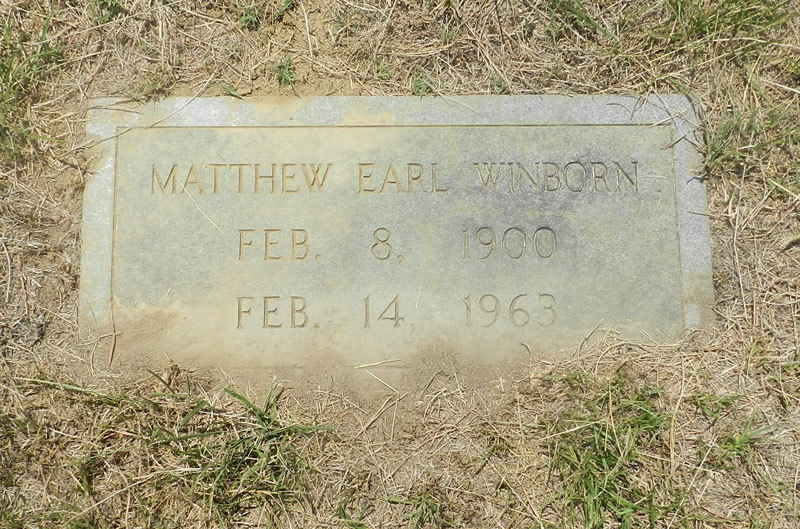 MATTHEW EARL WINBORN
FEB. 8, 1900
FEB. 14, 1963